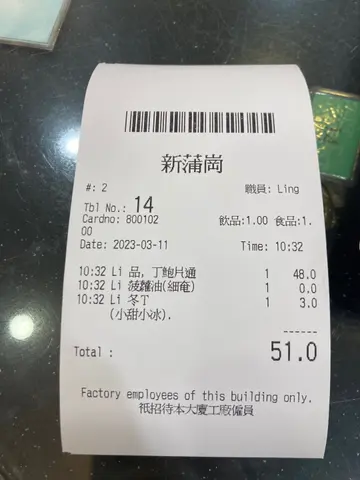 新蒲崗
#: 2 職員: Ling
Tbl No.: 14
Cardno: 800102 飲品:1.00 食品:1.
00
Date: 2023-03-11 Time: 10:32
10:32 Li 品, 丁鮑片通 1 48.0
10:32 Li 菠蘿油(細奄) 1 0.0
10:32 Li 冬T 1 3.0
(小甜小冰).
------
Total : 51.0
Factory employees of this building only.
祇招待本大廈工廠僱員